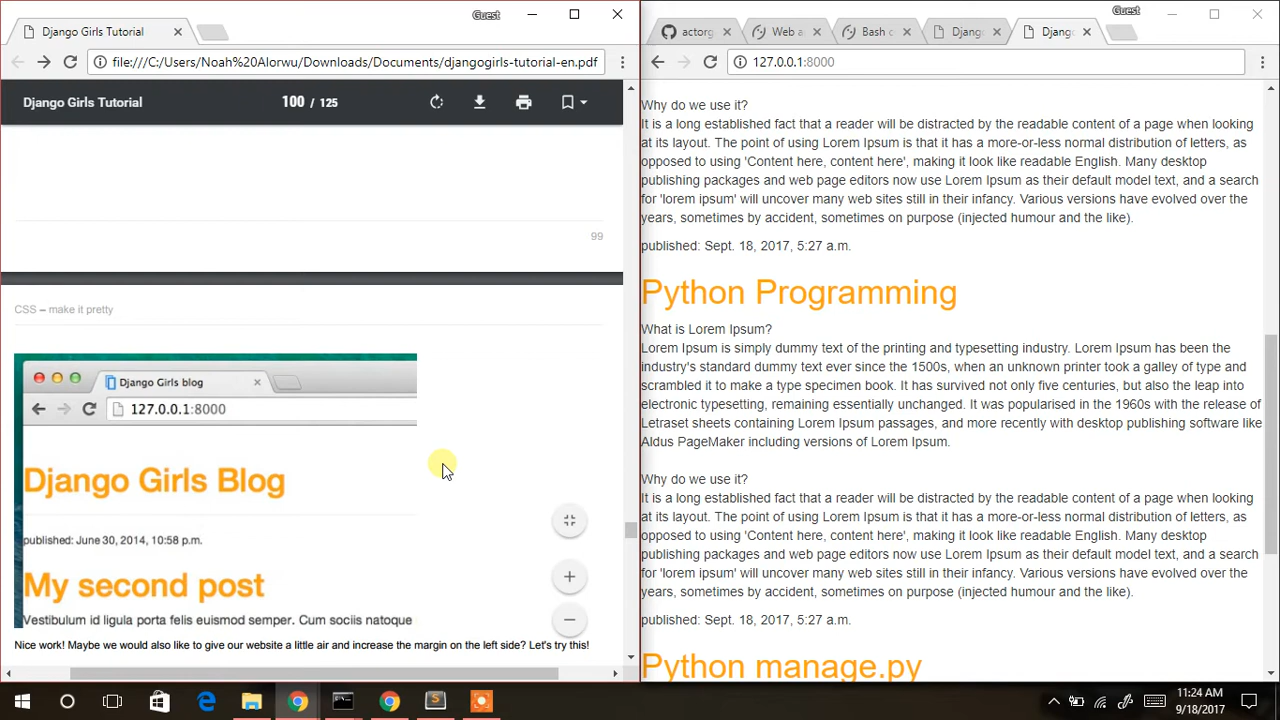 Guest
Django Girls Tutorial
file:///C:/Users/Noah%20Alorwu/Downloads/Documents/djangogirls-tutorial-en.pdf
Django Girls Tutorial
100 / 125
99
CSS – make it pretty
Django Girls blog
127.0.0.1:8000
Django Girls Blog
published: June 30, 2014, 10:58 p.m.
My second post
Vestibulum id ligula porta felis euismod semper. Cum sociis natoque
Nice work! Maybe we would also like to give our website a little air and increase the margin on the left side? Let's try this!
Guest
actorg
Web a
Bash c
Djang
Djang
127.0.0.1:8000
Why do we use it?
It is a long established fact that a reader will be distracted by the readable content of a page when looking
at its layout. The point of using Lorem Ipsum is that it has a more-or-less normal distribution of letters, as
opposed to using 'Content here, content here', making it look like readable English. Many desktop
publishing packages and web page editors now use Lorem Ipsum as their default model text, and a search
for 'lorem ipsum' will uncover many web sites still in their infancy. Various versions have evolved over the
years, sometimes by accident, sometimes on purpose (injected humour and the like).
published: Sept. 18, 2017, 5:27 a.m.
Python Programming
What is Lorem Ipsum?
Lorem Ipsum is simply dummy text of the printing and typesetting industry. Lorem Ipsum has been the
industry's standard dummy text ever since the 1500s, when an unknown printer took a galley of type and
scrambled it to make a type specimen book. It has survived not only five centuries, but also the leap into
electronic typesetting, remaining essentially unchanged. It was popularised in the 1960s with the release of
Letraset sheets containing Lorem Ipsum passages, and more recently with desktop publishing software like
Aldus PageMaker including versions of Lorem Ipsum.
Why do we use it?
It is a long established fact that a reader will be distracted by the readable content of a page when looking
at its layout. The point of using Lorem Ipsum is that it has a more-or-less normal distribution of letters, as
opposed to using 'Content here, content here', making it look like readable English. Many desktop
publishing packages and web page editors now use Lorem Ipsum as their default model text, and a search
for 'lorem ipsum' will uncover many web sites still in their infancy. Various versions have evolved over the
years, sometimes by accident, sometimes on purpose (injected humour and the like).
published: Sept. 18, 2017, 5:27 a.m.
Python manage.py
11:24 AM
9/18/2017